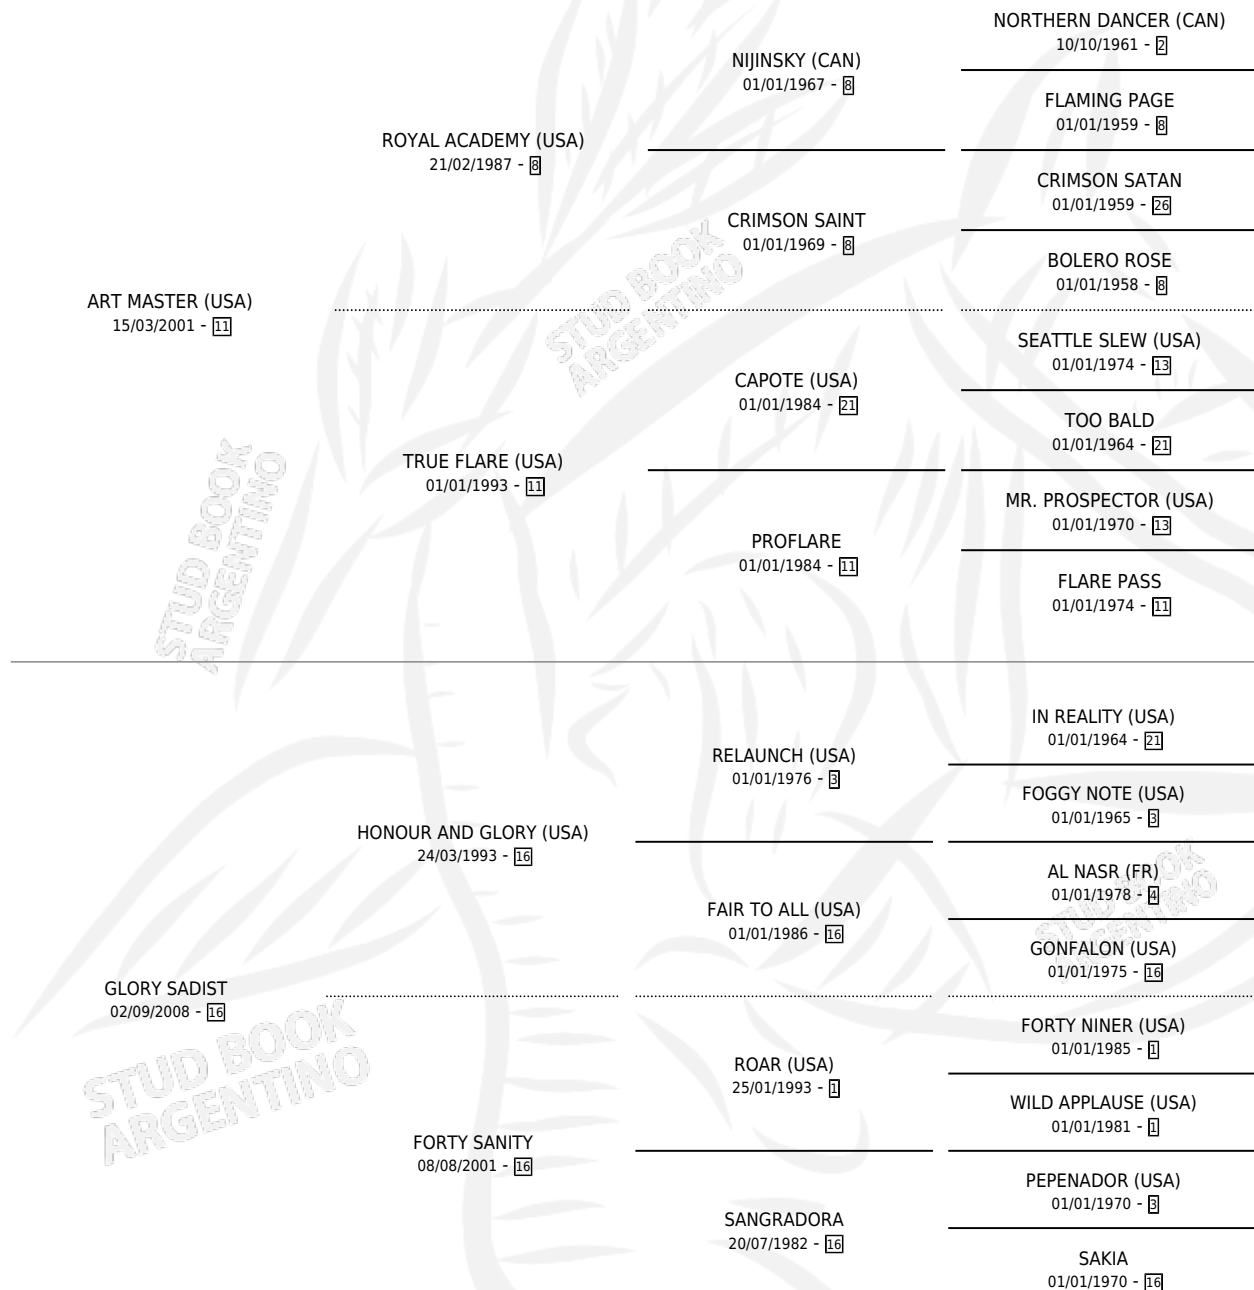 NORTHERN DANCER (CAN)
10/10/1961 - 2
NIJINSKY (CAN)
01/01/1967 - 8
FLAMING PAGE
01/01/1959 - 8
ROYAL ACADEMY (USA)
21/02/1987 - 8
CRIMSON SATAN
01/01/1959 - 26
CRIMSON SAINT
01/01/1969 - 8
BOLERO ROSE
01/01/1958 - 8
ART MASTER (USA)
15/03/2001 - 11
SEATTLE SLEW (USA)
01/01/1974 - 13
CAPOTE (USA)
01/01/1984 - 21
TOO BALD
01/01/1964 - 21
TRUE FLARE (USA)
01/01/1993 - 11
MR. PROSPECTOR (USA)
01/01/1970 - 13
PROFLARE
01/01/1984 - 11
FLARE PASS
01/01/1974 - 11
STUD BOOK
ARGENTINO
STUD BOOK
ARGENTINO
IN REALITY (USA)
01/01/1964 - 21
RELAUNCH (USA)
01/01/1976 - 3
FOGGY NOTE (USA)
01/01/1965 - 3
HONOUR AND GLORY (USA)
24/03/1993 - 16
AL NASR (FR)
01/01/1978 - 4
FAIR TO ALL (USA)
01/01/1986 - 16
GONFALON (USA)
01/01/1975 - 16
STUD BOOK
ARGENTINO
GLORY SADIST
02/09/2008 - 16
FORTY NINER (USA)
01/01/1985 - 1
ROAR (USA)
25/01/1993 - 1
WILD APPLAUSE (USA)
01/01/1981 - 1
FORTY SANITY
08/08/2001 - 16
PEPENADOR (USA)
01/01/1970 - 3
SANGRADORA
20/07/1982 - 16
SAKIA
01/01/1970 - 16
STUD BOOK
ARGENTINO